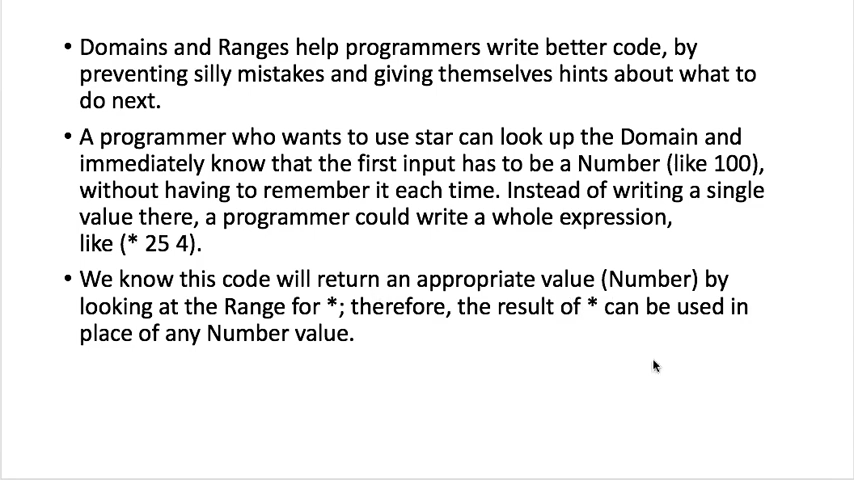 • Domains and Ranges help programmers write better code, by
preventing silly mistakes and giving themselves hints about what to
do next.
• A programmer who wants to use star can look up the Domain and
immediately know that the first input has to be a Number (like 100),
without having to remember it each time. Instead of writing a single
value there, a programmer could write a whole expression,
like (* 25 4).
• We know this code will return an appropriate value (Number) by
looking at the Range for *; therefore, the result of * can be used in
place of any Number value.